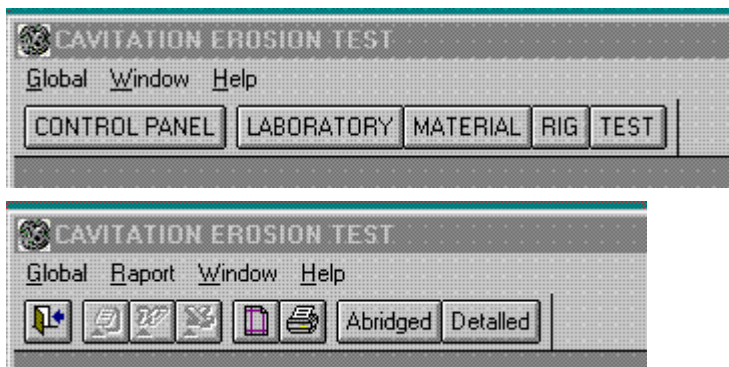 CAVITATION EROSION TEST
Global Window Help
CONTROL PANEL LABORATORY MATERIAL RIG TEST
CAVITATION EROSION TEST
Global Raport Window Help
Abridged Detalled